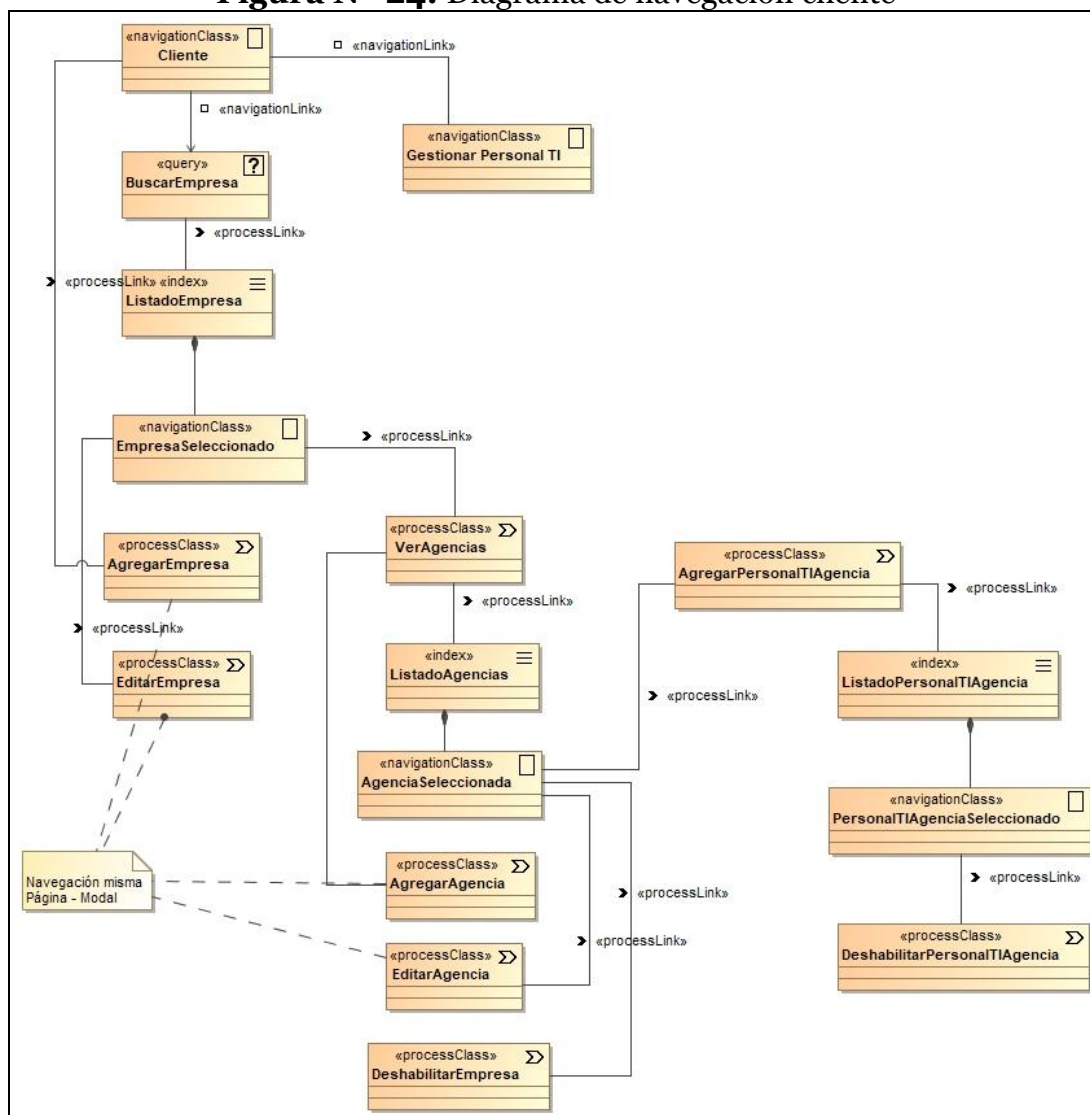 Figura N° 24: Diagrama de navegación cliente
«navigationClass»
Cliente
«navigationLink»
«navigationLink»
«navigationClass»
Gestionar Personal TI
«query»
BuscarEmpresa
«processLink»
«processLink» «index»
ListadoEmpresa
«navigationClass»
EmpresaSeleccionado
«processLink»
«processClass»
AgregarEmpresa
«processClass»
VerAgencias
«processClass»
AgregarPersonalTIAgencia
«processLink»
«processLink»
«processLink»
«processClass»
EditarEmpresa
«index»
ListadoAgencias
«index»
ListadoPersonalTIAgencia
«processLink»
«navigationClass»
AgenciaSeleccionada
«navigationClass»
PersonalTIAgenciaSeleccionado
Navegación misma
Página - Modal
«processClass»
AgregarAgencia
«processLink»
«processLink»
«processClass»
EditarAgencia
«processLink»
«processClass»
DeshabilitarPersonalTIAgencia
«processClass»
DeshabilitarEmpresa